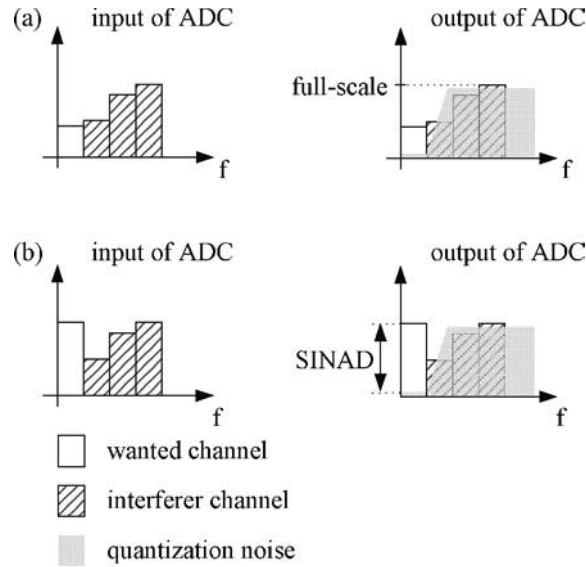 (a) input of ADC output of ADC
full-scale
f f
(b) input of ADC output of ADC
SINAD
f f
wanted channel
interferer channel
quantization noise